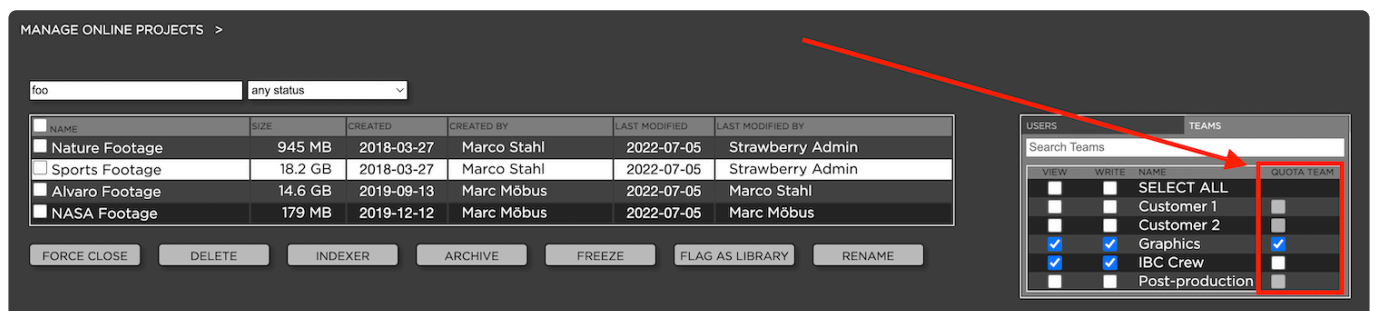 MANAGE ONLINE PROJECTS >
foo any status
NAME SIZE CREATED CREATED BY LAST MODIFIED LAST MODIFIED BY
Nature Footage 945 MB 2018-03-27 Marco Stahl 2022-07-05 Strawberry Admin
Sports Footage 18.2 GB 2018-03-27 Marco Stahl 2022-07-05 Strawberry Admin
Alvaro Footage 14.6 GB 2019-09-13 Marc Möbus 2022-07-05 Marco Stahl
NASA Footage 179 MB 2019-12-12 Marc Möbus 2022-07-05 Marc Möbus
FORCE CLOSE DELETE INDEXER ARCHIVE FREEZE FLAG AS LIBRARY RENAME
USERS TEAMS
Search Teams
VIEW WRITE NAME QUOTA TEAM
SELECT ALL
Customer 1
Customer 2
Graphics
IBC Crew
Post-production